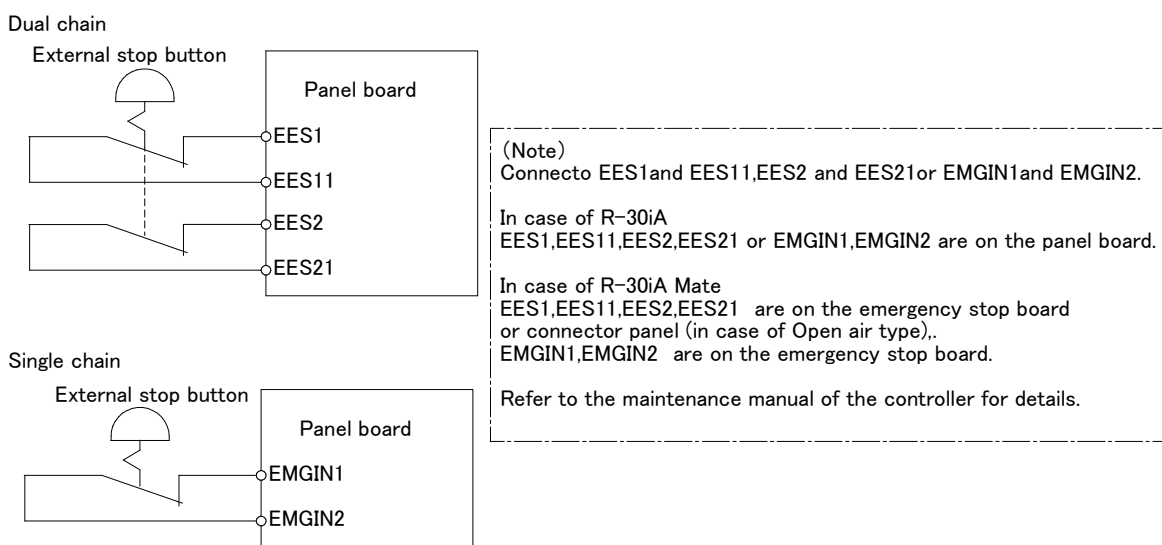 Dual chain
External stop button
Panel board
EES1
EES11
EES2
EES21
Single chain
External stop button
Panel board
EMGIN1
EMGIN2
(Note)
Connecto EES1and EES11,EES2 and EES21or EMGIN1and EMGIN2.
In case of R-30iA
EES1,EES11,EES2,EES21 or EMGIN1,EMGIN2 are on the panel board.
In case of R-30iA Mate
EES1,EES11,EES2,EES21 are on the emergency stop board
or connector panel (in case of Open air type),.
EMGIN1,EMGIN2 are on the emergency stop board.
Refer to the maintenance manual of the controller for details.